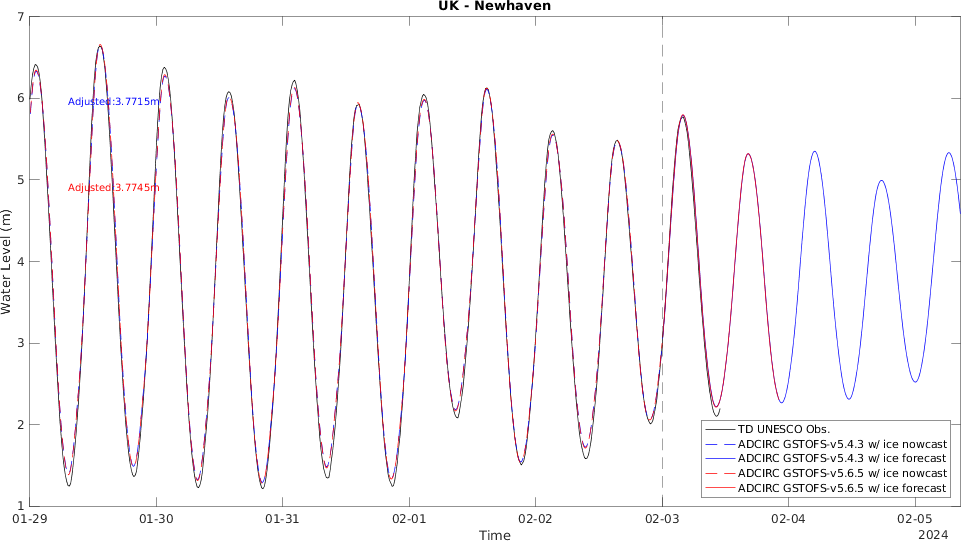 UK - Newhaven
7
6
5
4
3
2
1
Water Level (m)
Adjusted:3.7715m
Adjusted:3.7745m
TD UNESCO Obs.
ADCIRC GSTOFS-v5.4.3 w/ ice nowcast
ADCIRC GSTOFS-v5.4.3 w/ ice forecast
ADCIRC GSTOFS-v5.6.5 w/ ice nowcast
ADCIRC GSTOFS-v5.6.5 w/ ice forecast
01-29 01-30 01-31 02-01 02-02 02-03 02-04 02-05
Time
2024